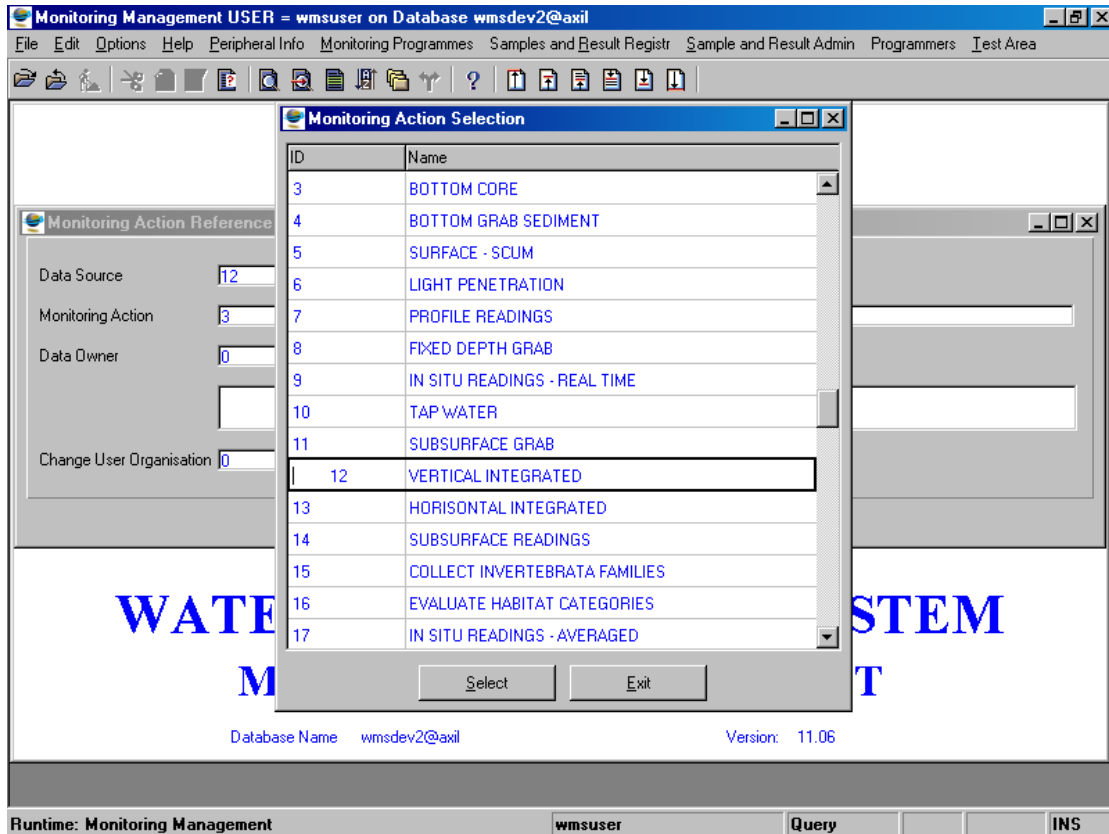 Monitoring Management USER = wmsuser on Database wmsdev2@axil
File Edit Options Help Peripheral Info Monitoring Programmes Samples and Result Registr Sample and Result Admin Programmers Test Area
Monitoring Action Selection
ID Name
3 BOTTOM CORE
4 BOTTOM GRAB SEDIMENT
5 SURFACE - SCUM
6 LIGHT PENETRATION
7 PROFILE READINGS
8 FIXED DEPTH GRAB
9 IN SITU READINGS - REAL TIME
10 TAP WATER
11 SUBSURFACE GRAB
12 VERTICAL INTEGRATED
13 HORISONTAL INTEGRATED
14 SUBSURFACE READINGS
15 COLLECT INVERTEBRATA FAMILIES
16 EVALUATE HABITAT CATEGORIES
17 IN SITU READINGS - AVERAGED
Select Exit
Monitoring Action Reference
Data Source 12
Monitoring Action 3
Data Owner 0
Change User Organisation 0
WATE STEM
M T
Database Name wmsdev2@axil Version: 11.06
Runtime: Monitoring Management wmsuser Query INS